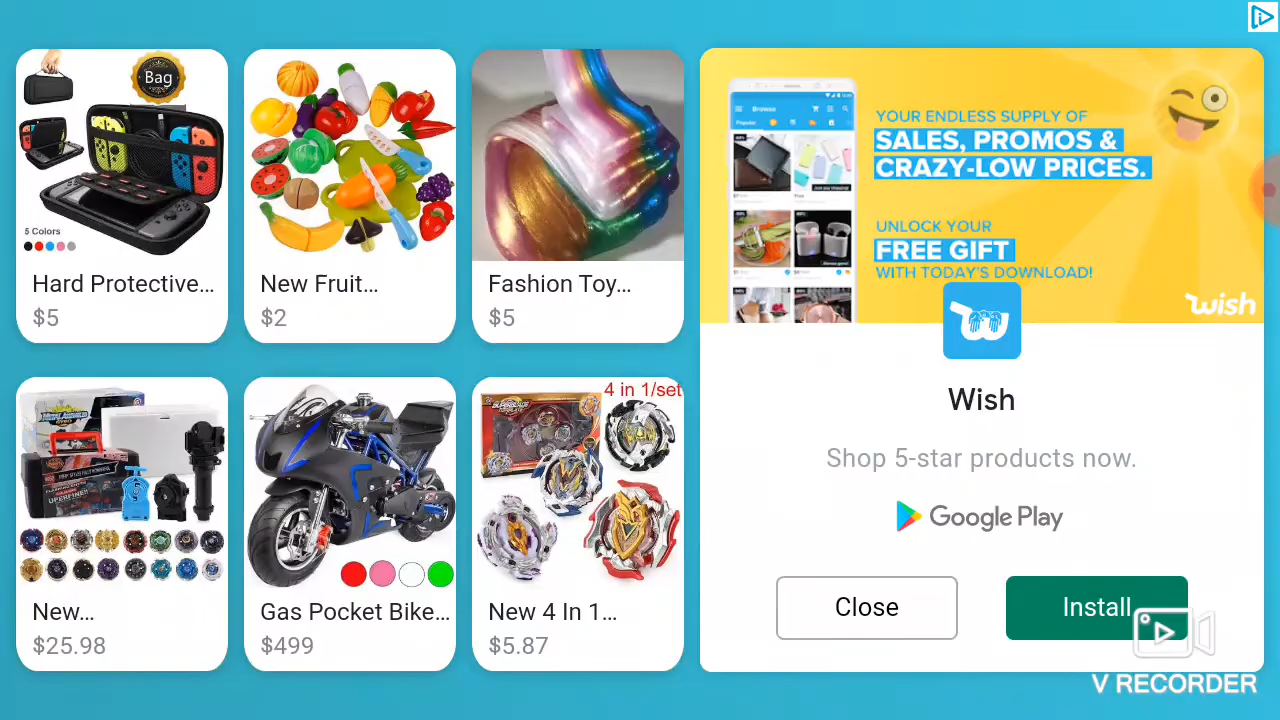 Bag
5 Colors
Hard Protective...
$5
New Fruit...
$2
Fashion Toy...
$5
New...
$25.98
Gas Pocket Bike...
$499
4 in 1/set
New 4 In 1...
$5.87
Browse
Popular
YOUR ENDLESS SUPPLY OF
SALES, PROMOS &
CRAZY-LOW PRICES.
UNLOCK YOUR
FREE GIFT
WITH TODAY'S DOWNLOAD!
wish
Wish
Shop 5-star products now.
Google Play
Close
Install
V RECORDER